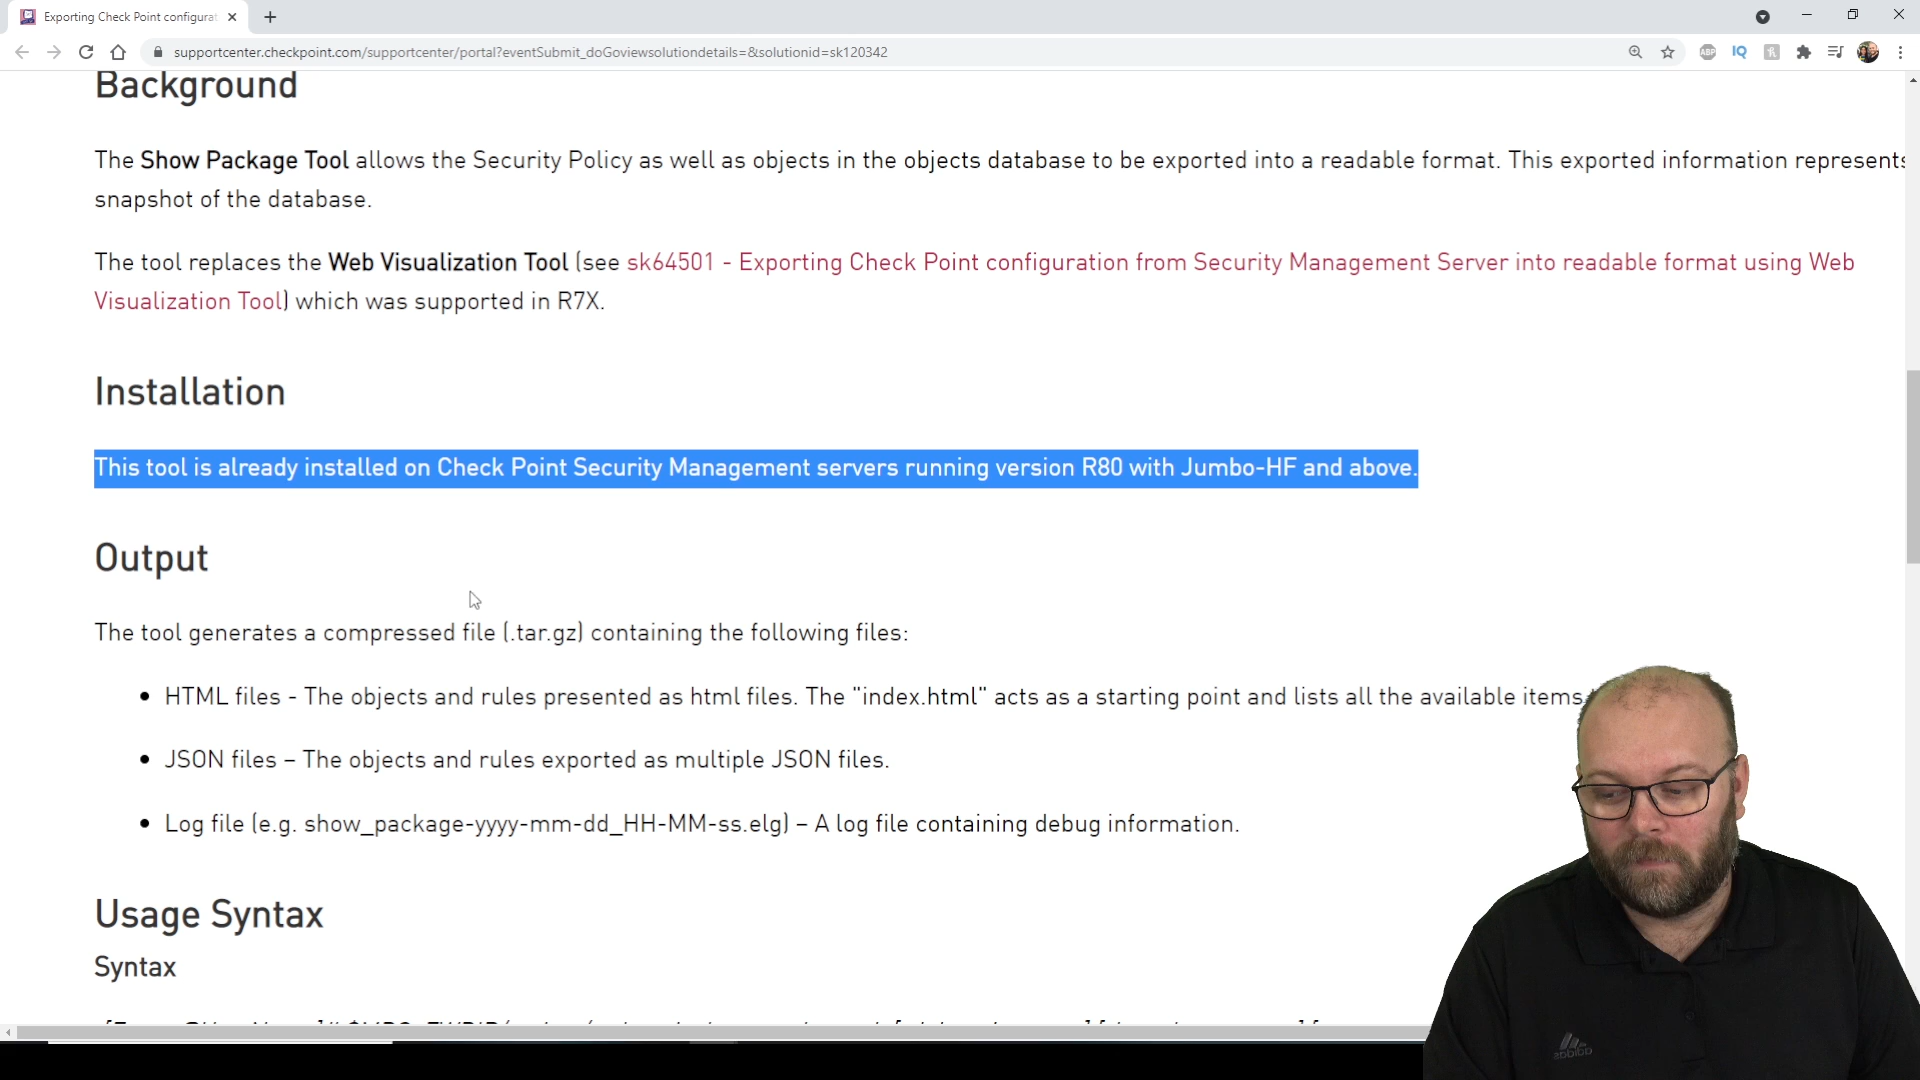 Exporting Check Point configurat
supportcenter.checkpoint.com/supportcenter/portal?eventSubmit_doGoviewsolutiondetails=&solutionid=sk120342
ABP
IQ
Background
The Show Package Tool allows the Security Policy as well as objects in the objects database to be exported into a readable format. This exported information represents
snapshot of the database.
The tool replaces the Web Visualization Tool (see sk64501 - Exporting Check Point configuration from Security Management Server into readable format using Web
Visualization Tool) which was supported in R7X.
Installation
This tool is already installed on Check Point Security Management servers running version R80 with Jumbo-HF and above.
Output
The tool generates a compressed file (.tar.gz) containing the following files:
• HTML files - The objects and rules presented as html files. The "index.html" acts as a starting point and lists all the available items
• JSON files – The objects and rules exported as multiple JSON files.
• Log file (e.g. show_package-yyyy-mm-dd_HH-MM-ss.elg) – A log file containing debug information.
Usage Syntax
Syntax